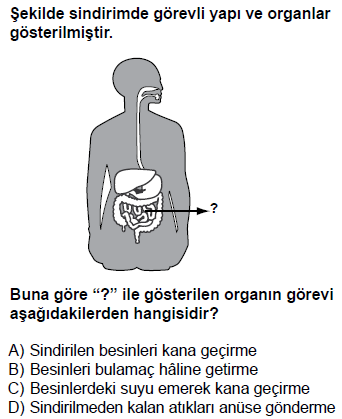 Şekilde sindirimde görevli yapı ve organlar
gösterilmiştir.
?
Buna göre “?” ile gösterilen organın görevi
aşağıdakilerden hangisidir?
A) Sindirilen besinleri kana geçirme
B) Besinleri bulamaç hâline getirme
C) Besinlerdeki suyu emerek kana geçirme
D) Sindirilmeden kalan atıkları anüse gönderme